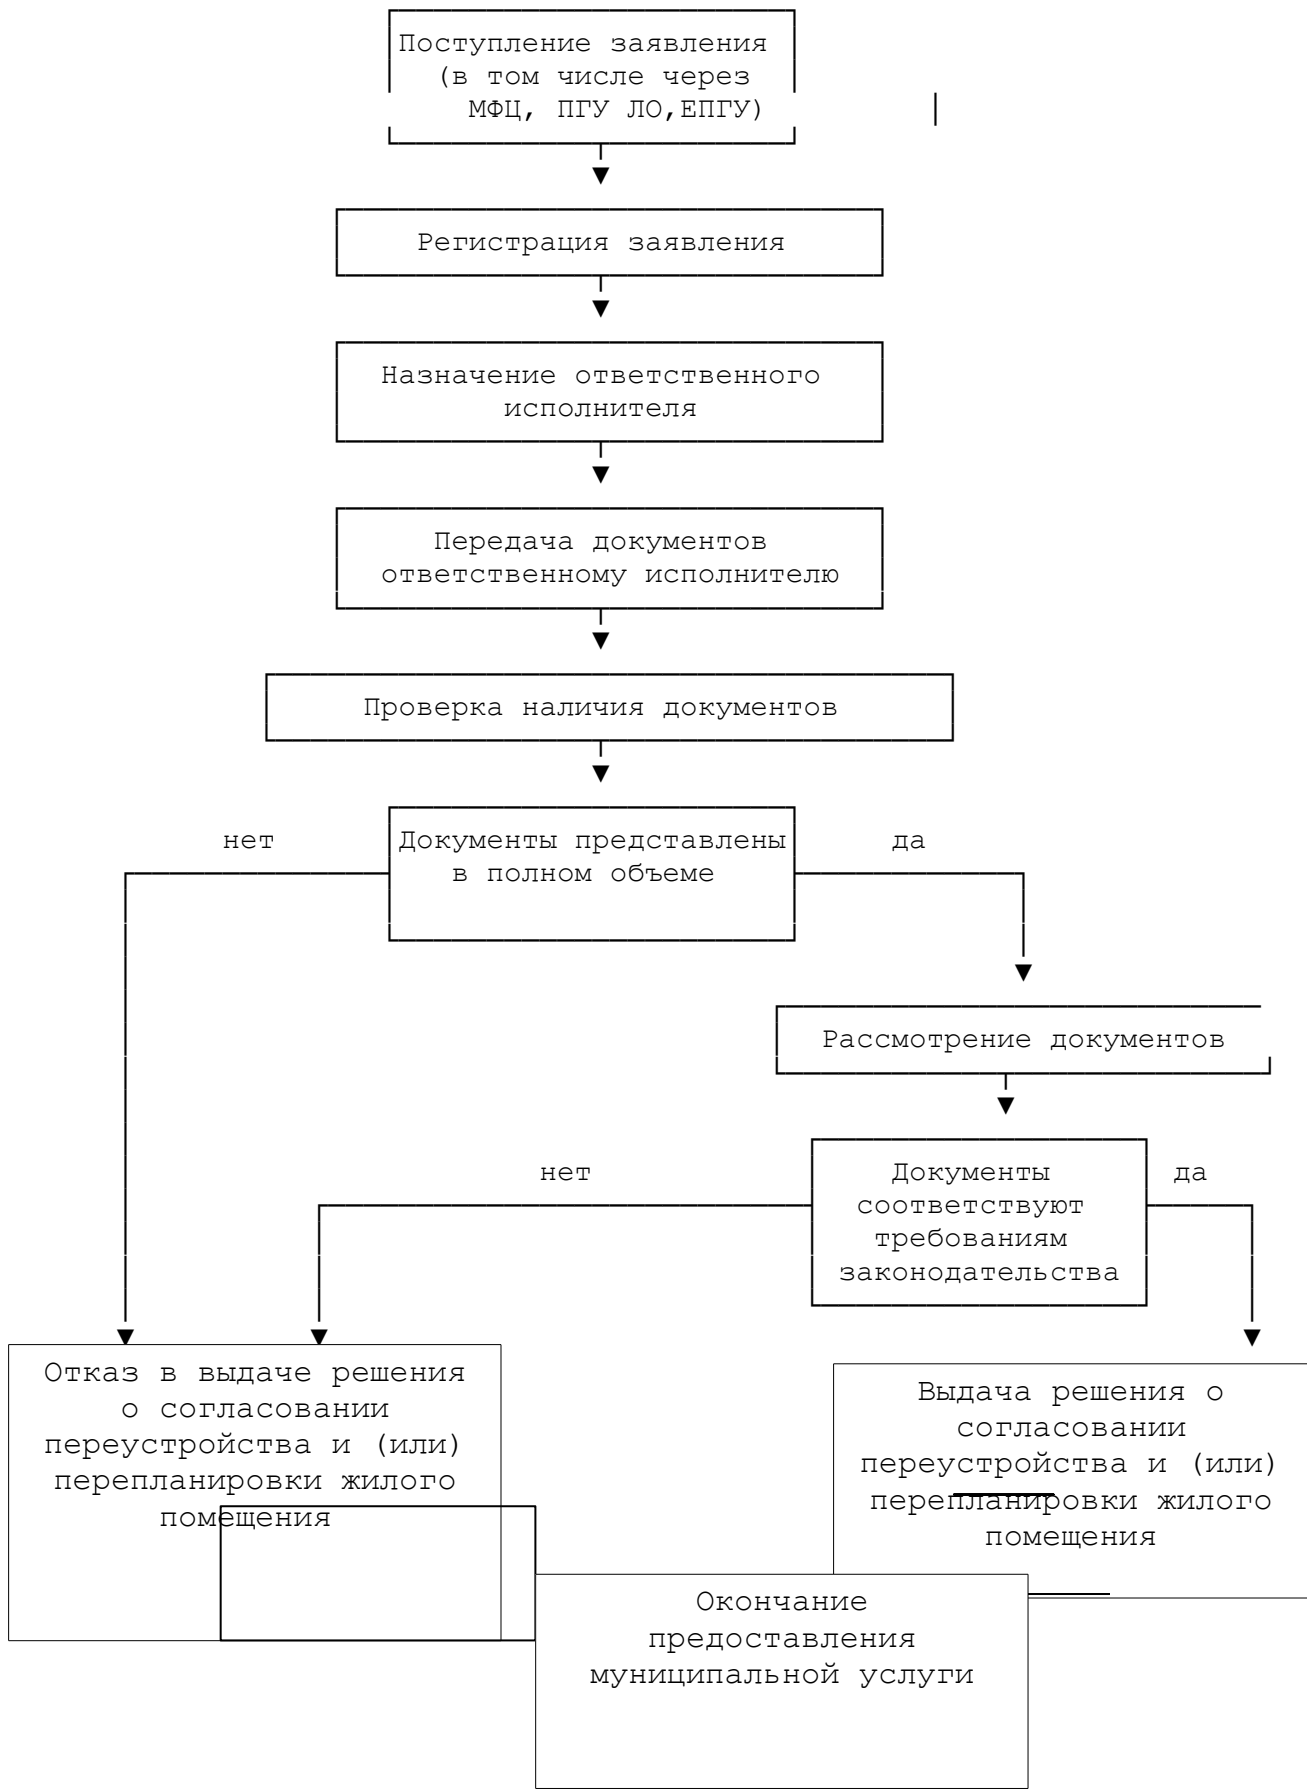 Поступление заявления
(в том числе через
МФЦ, ПГУ ЛО,ЕПГУ)
Регистрация заявления
Назначение ответственного
исполнителя
Передача документов
ответственному исполнителю
Проверка наличия документов
нет
Документы представлены
в полном объеме
да
Рассмотрение документов
нет
Документы
соответствуют
требованиям
законодательства
да
Отказ в выдаче решения
о согласовании
переустройства и (или)
перепланировки жилого
помещения
Выдача решения о
согласовании
переустройства и (или)
перепланировки жилого
помещения
Окончание
предоставления
муниципальной услуги